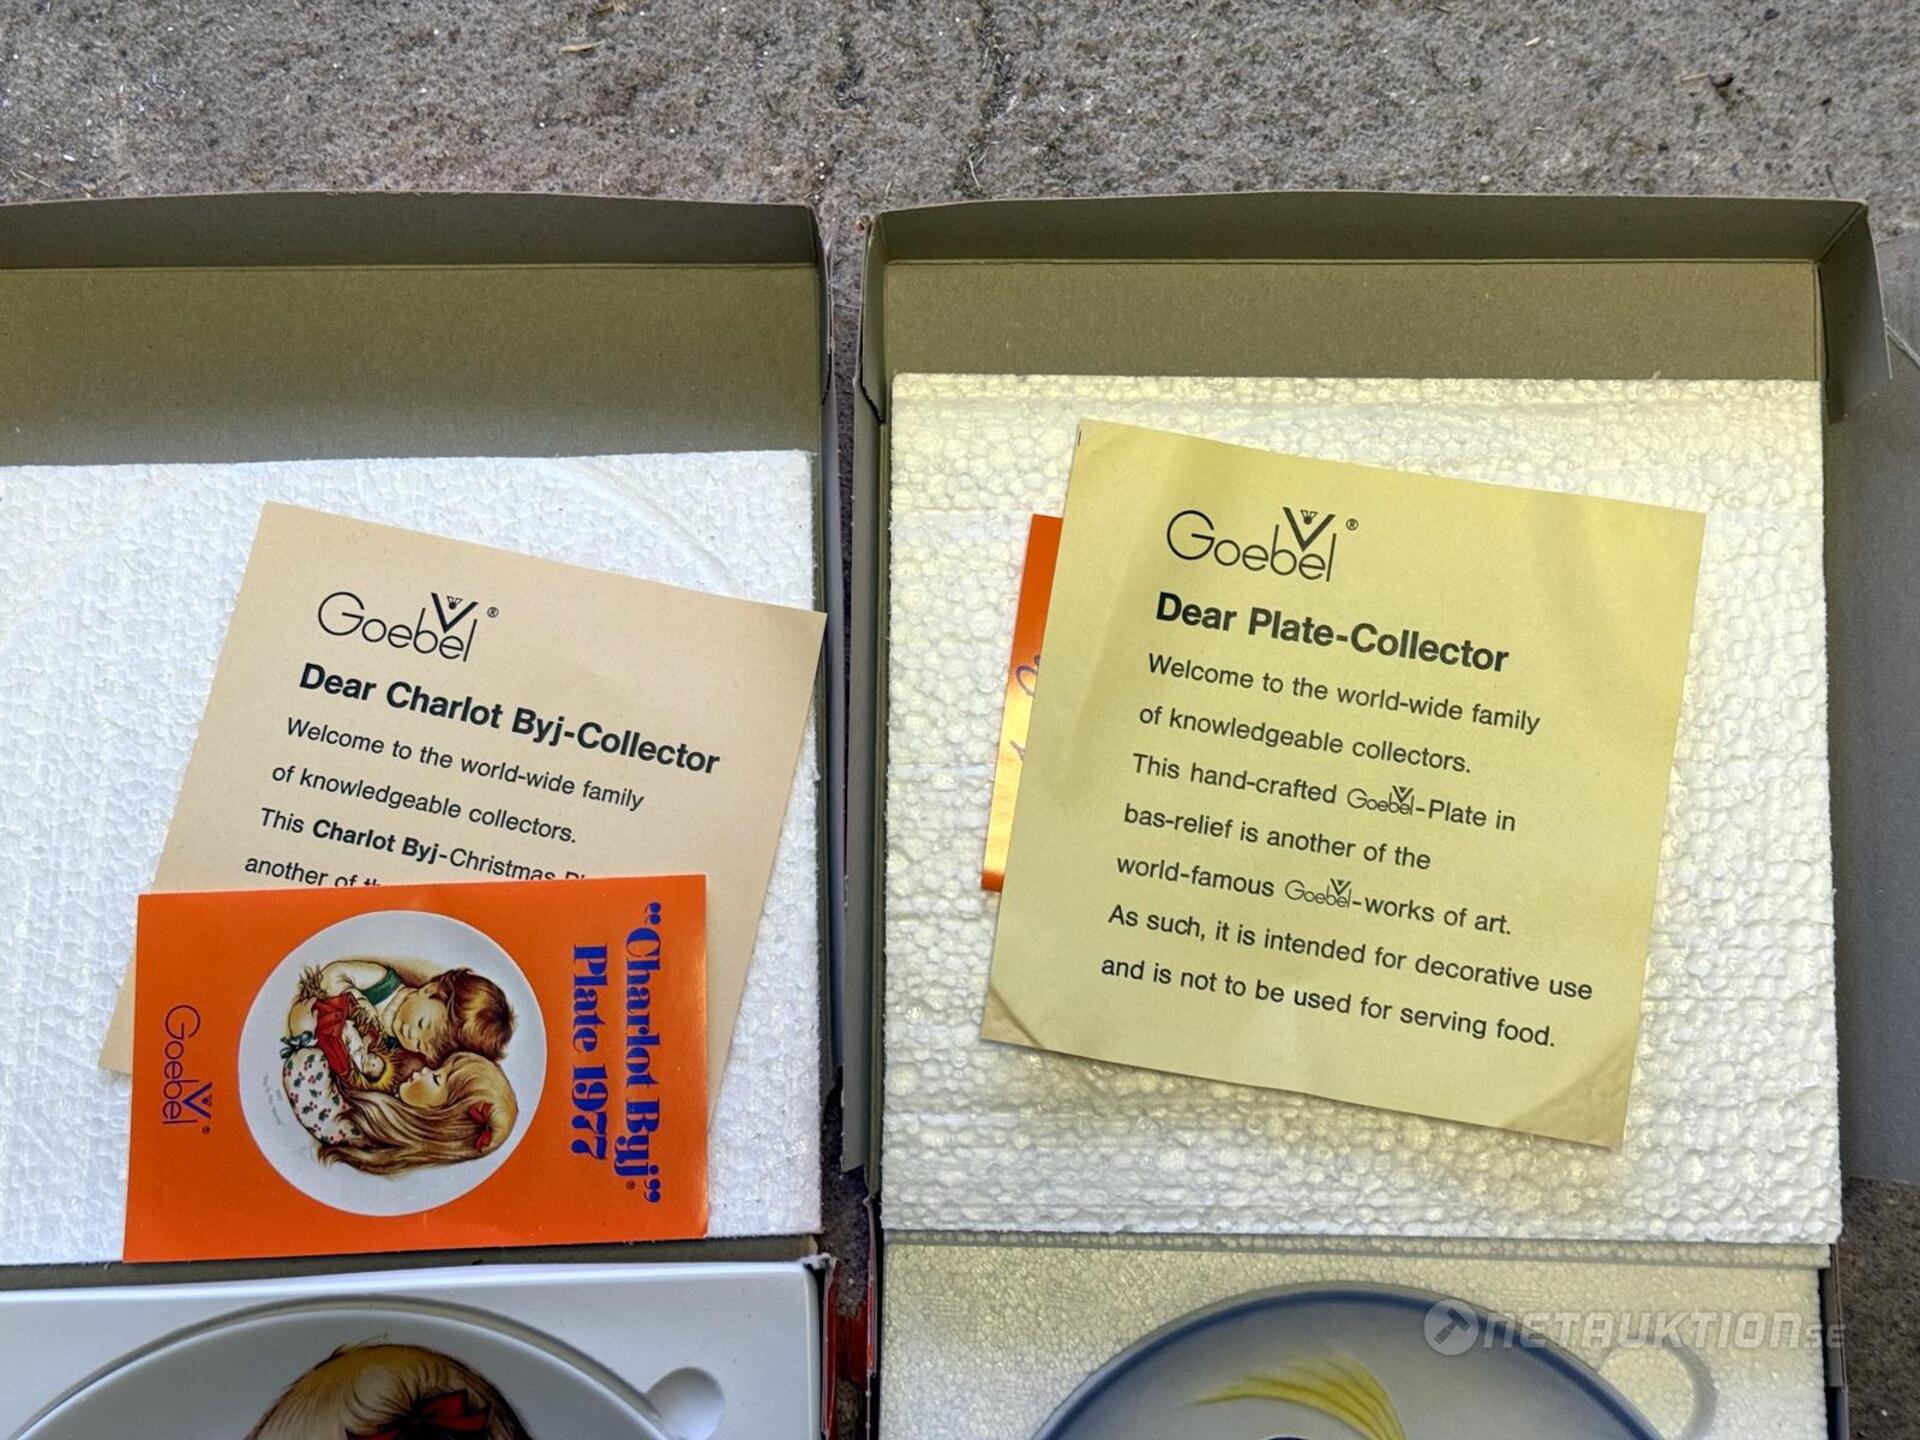 Goebel ®
Dear Charlot Byj-Collector
Welcome to the world-wide family
of knowledgeable collectors.
This Charlot Byj-Christmas
another of
"Charlot Byj"®
Plate 1977
Goebel ®
Goebel ®
Dear Plate-Collector
Welcome to the world-wide family
of knowledgeable collectors.
This hand-crafted Goebel-Plate in
bas-relief is another of the
world-famous Goebel-works of art.
As such, it is intended for decorative use
and is not to be used for serving food.
NETAUKTION.SE